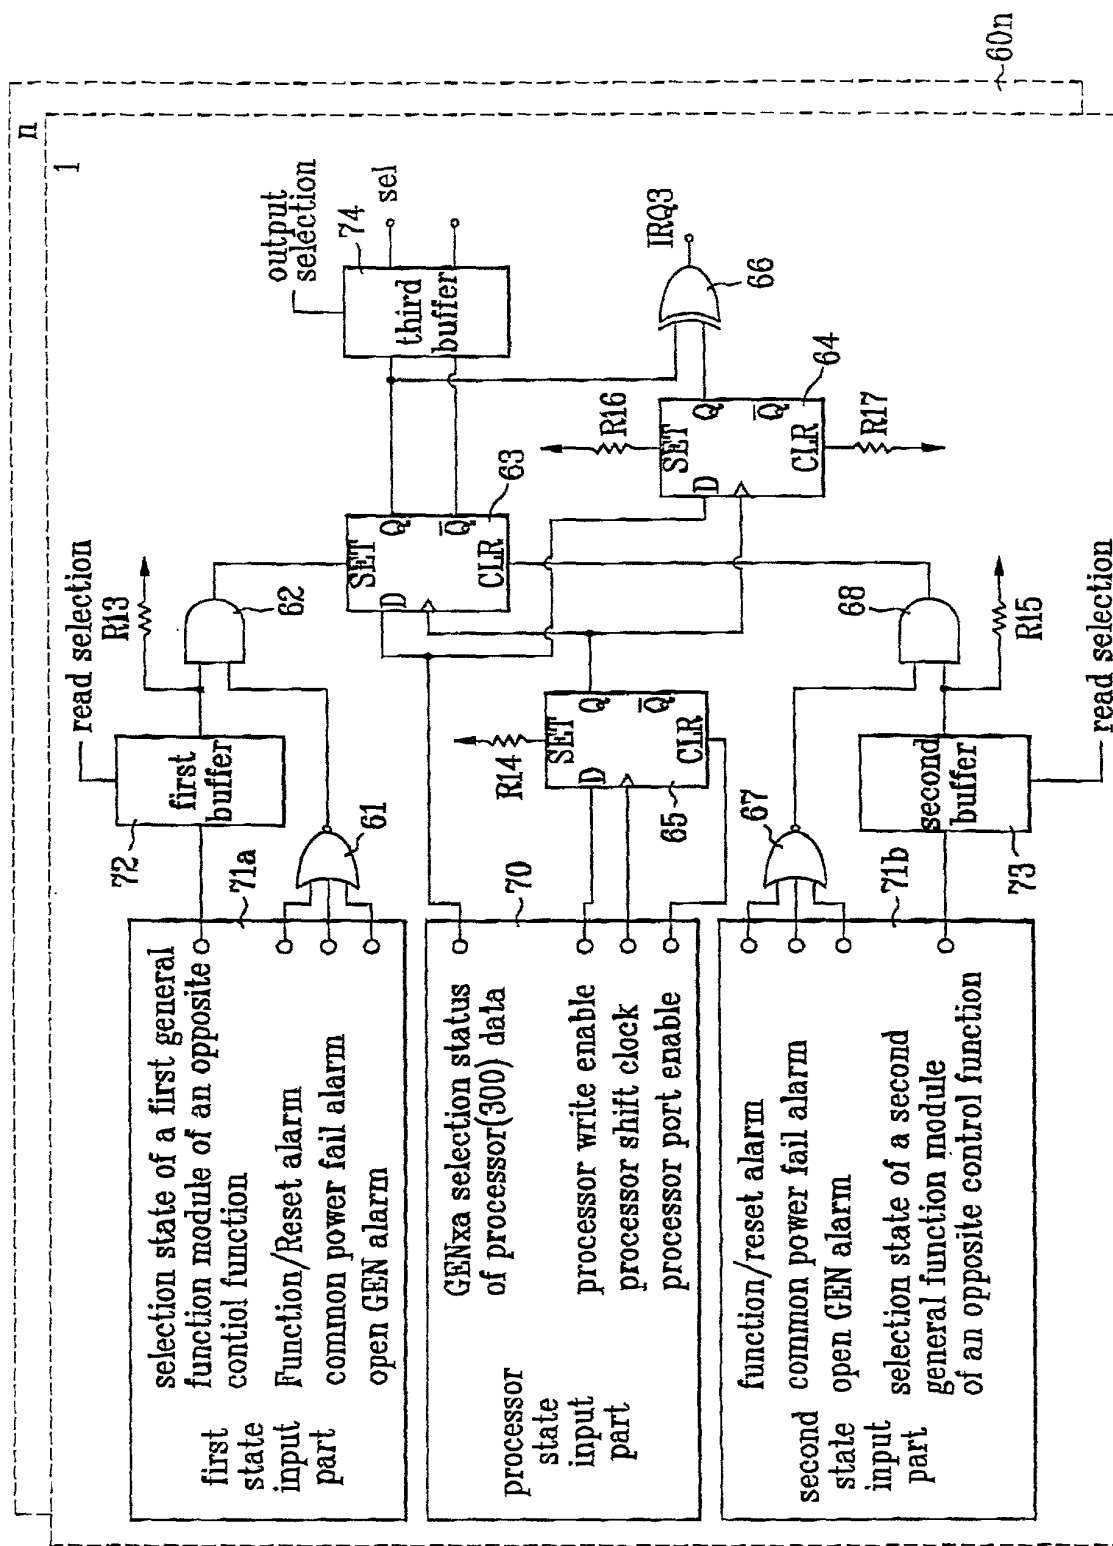 n
1
60n
output
selection
74
third
buffer
sel
IRQ3
66
read selection
R13
62
SET
D
Q
Q
CLR
63
R16
SET
D
Q
Q
CLR
64
R17
72
first
buffer
61
R14
SET
D
Q
Q
CLR
65
68
67
second
buffer
73
R15
read selection
71a
first
state
input
part
selection state of a first general
function module of an opposite
contiol function
Function/Reset alarm
common power fail alarm
open GEN alarm
70
processor
state
input
part
GENxa selection status
of processor(300) data
processor write enable
processor shift clock
processor port enable
71b
second
state
input
part
function/reset alarm
common power fail alarm
open GEN alarm
selection state of a second
general function module
of an opposite control function